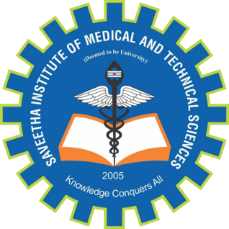 SAVEETHA INSTITUTE OF MEDICAL AND TECHNICAL SCIENCES
(Deemed to be University)
2005
Knowledge Conquers All